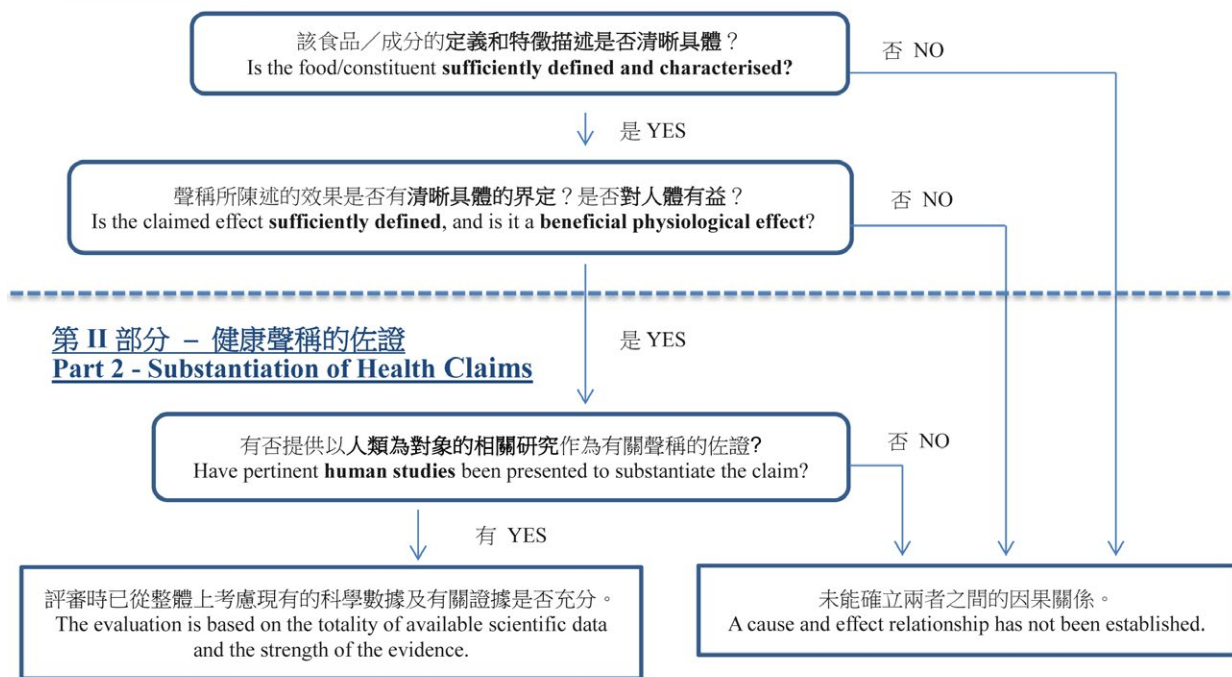 該食品／成分的定義和特徵描述是否清晰具體？
Is the food/constituent sufficiently defined and characterised?
否 NO
是 YES
聲稱所陳述的效果是否有清晰具體的界定？是否對人體有益？
Is the claimed effect sufficiently defined, and is it a beneficial physiological effect?
否 NO
第 II 部分 – 健康聲稱的佐證
Part 2 - Substantiation of Health Claims
是 YES
有否提供以人類為對象的相關研究作為有關聲稱的佐證?
Have pertinent human studies been presented to substantiate the claim?
否 NO
有 YES
評審時已從整體上考慮現有的科學數據及有關證據是否充分。
The evaluation is based on the totality of available scientific data
and the strength of the evidence.
未能確立兩者之間的因果關係。
A cause and effect relationship has not been established.